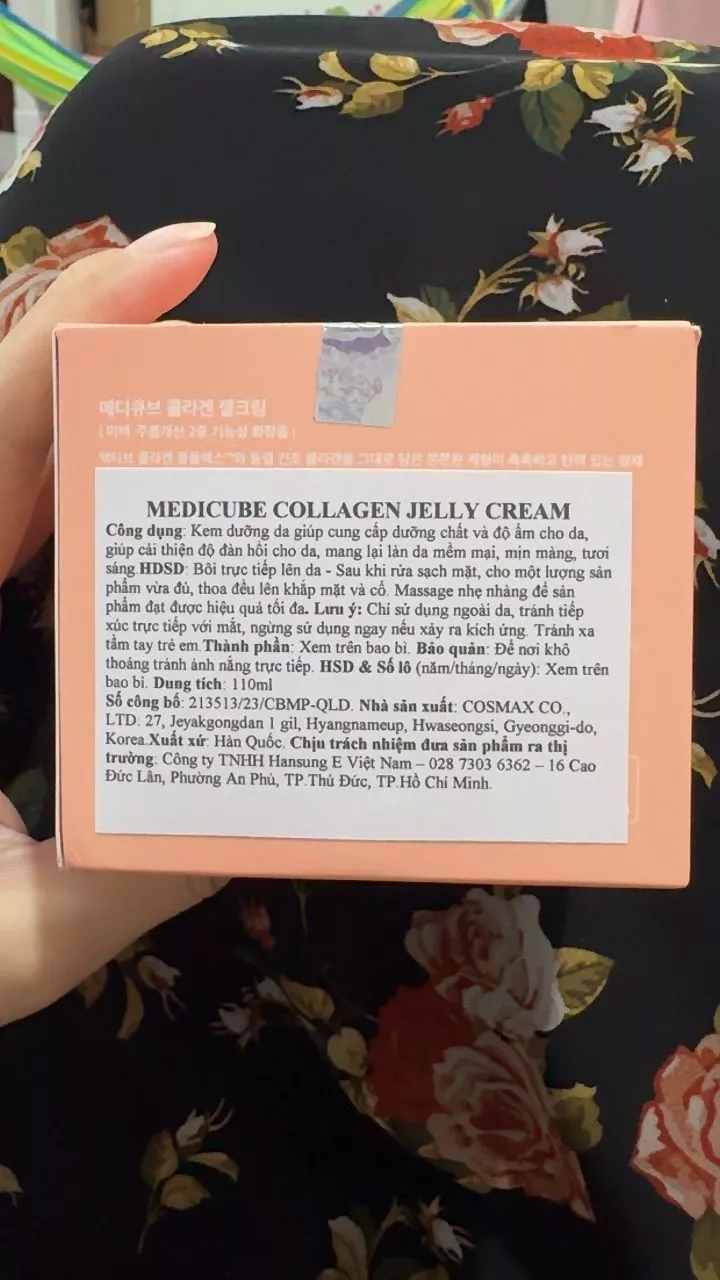 메디큐브 콜라겐 젤크림
| 미백·주름개선 2중 기능성 화장품 |
MEDICUBE COLLAGEN JELLY CREAM
Công dụng: Kem dưỡng da giúp cung cấp dưỡng chất và độ ẩm cho da,
giúp cải thiện độ đàn hồi cho da, mang lại làn da mềm mại, mịn màng, tươi
sáng.HDSD: Bôi trực tiếp lên da - Sau khi rửa sạch mặt, cho một lượng sản
phẩm vừa đủ, thoa đều lên khắp mặt và cổ. Massage nhẹ nhàng để sản
phẩm đạt được hiệu quả tối đa. Lưu ý: Chỉ sử dụng ngoài da, tránh tiếp
xúc trực tiếp với mắt, ngừng sử dụng ngay nếu xảy ra kích ứng. Tránh xa
tầm tay trẻ em.Thành phần: Xem trên bao bì. Bảo quản: Để nơi khô
thoáng tránh ánh nắng trực tiếp. HSD & Số lô (năm/tháng/ngày): Xem trên
bao bì. Dung tích: 110ml
Số công bố: 213513/23/CBMP-QLD. Nhà sản xuất: COSMAX CO.,
LTD: 27, Jeyakgongdan 1 gil, Hyangnameup, Hwaseongsi, Gyeonggi-do,
Korea.Xuất xứ: Hàn Quốc. Chịu trách nhiệm đưa sản phẩm ra thị
trường: Công ty TNHH Hansung E Việt Nam – 028 7303 6362 – 16 Cao
Đức Lân, Phường An Phú, TP.Thủ Đức, TP.Hồ Chí Minh.